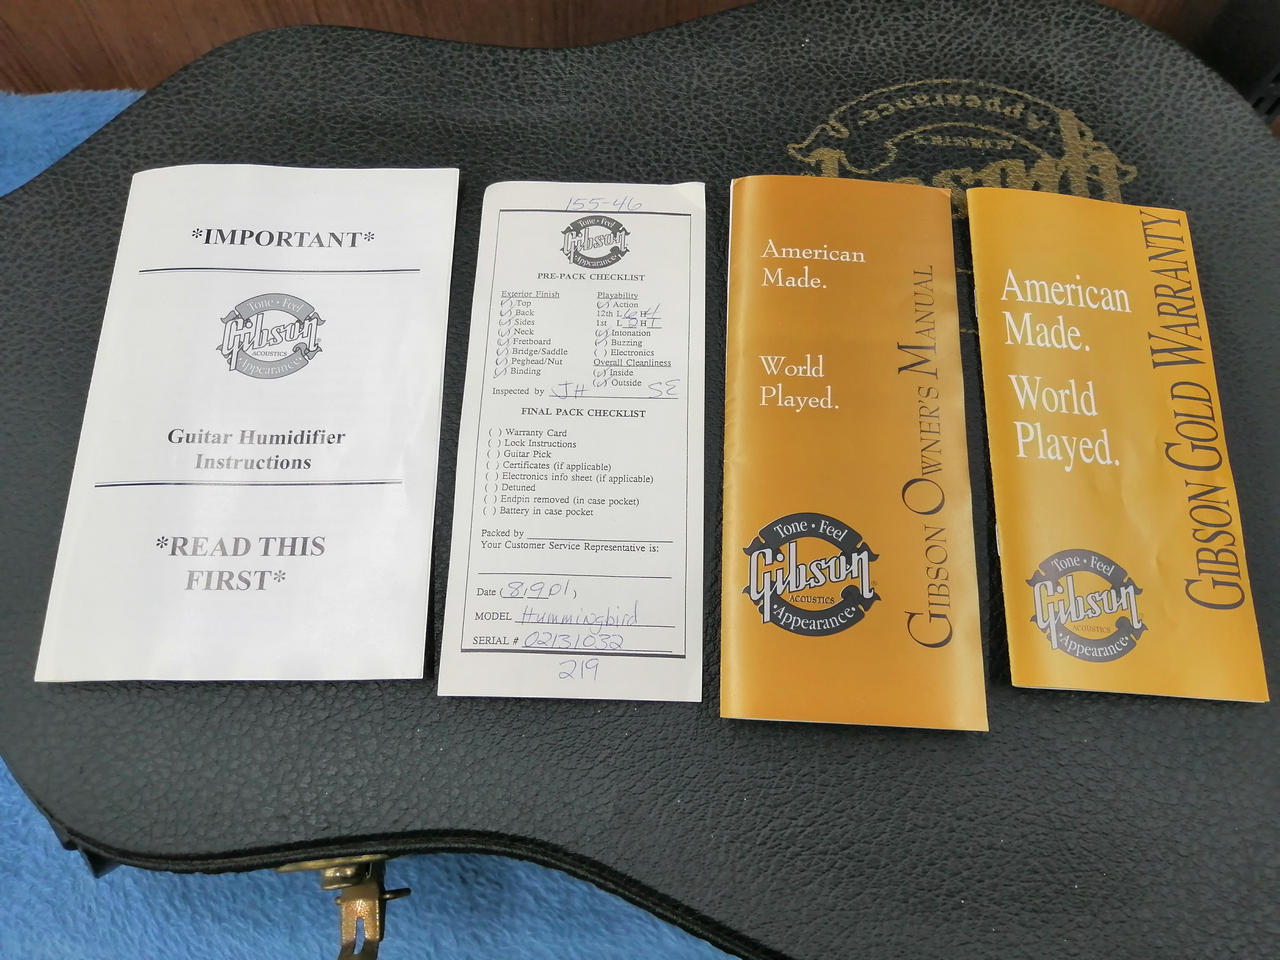 *IMPORTANT*
Tone • Feel
Gibson
ACOUSTICS
Appearance
Guitar Humidifier
Instructions
*READ THIS
FIRST*
155-46
Tone • Feel
Gibson
• Appearance •
PRE-PACK CHECKLIST
Exterior Finish
(✓) Top
(✓) Back
(✓) Sides
(✓) Neck
(✓) Fretboard
(✓) Bridge/Saddle
(✓) Peghead/Nut
(✓) Binding
Playability
(✓) Action
12th L 6 H 4
1st L 2 H 1
(✓) Intonation
(✓) Buzzing
( ) Electronics
Overall Cleanliness
(✓) Inside
(✓) Outside
Inspected by JH SE
FINAL PACK CHECKLIST
( ) Warranty Card
( ) Lock Instructions
( ) Guitar Pick
( ) Certificates (if applicable)
( ) Electronics info sheet (if applicable)
( ) Detuned
( ) Endpin removed (in case pocket)
( ) Battery in case pocket
Packed by
Your Customer Service Representative is:
Date (8,9,01,)
MODEL Hummingbird
SERIAL # 02131032
219
American
Made.
World
Played.
Tone • Feel
Gibson
ACOUSTICS
• Appearance •
GIBSON OWNER'S MANUAL
American
Made.
World
Played.
Tone • Feel
Gibson
ACOUSTICS
• Appearance •
GIBSON GOLD WARRANTY
Appearance